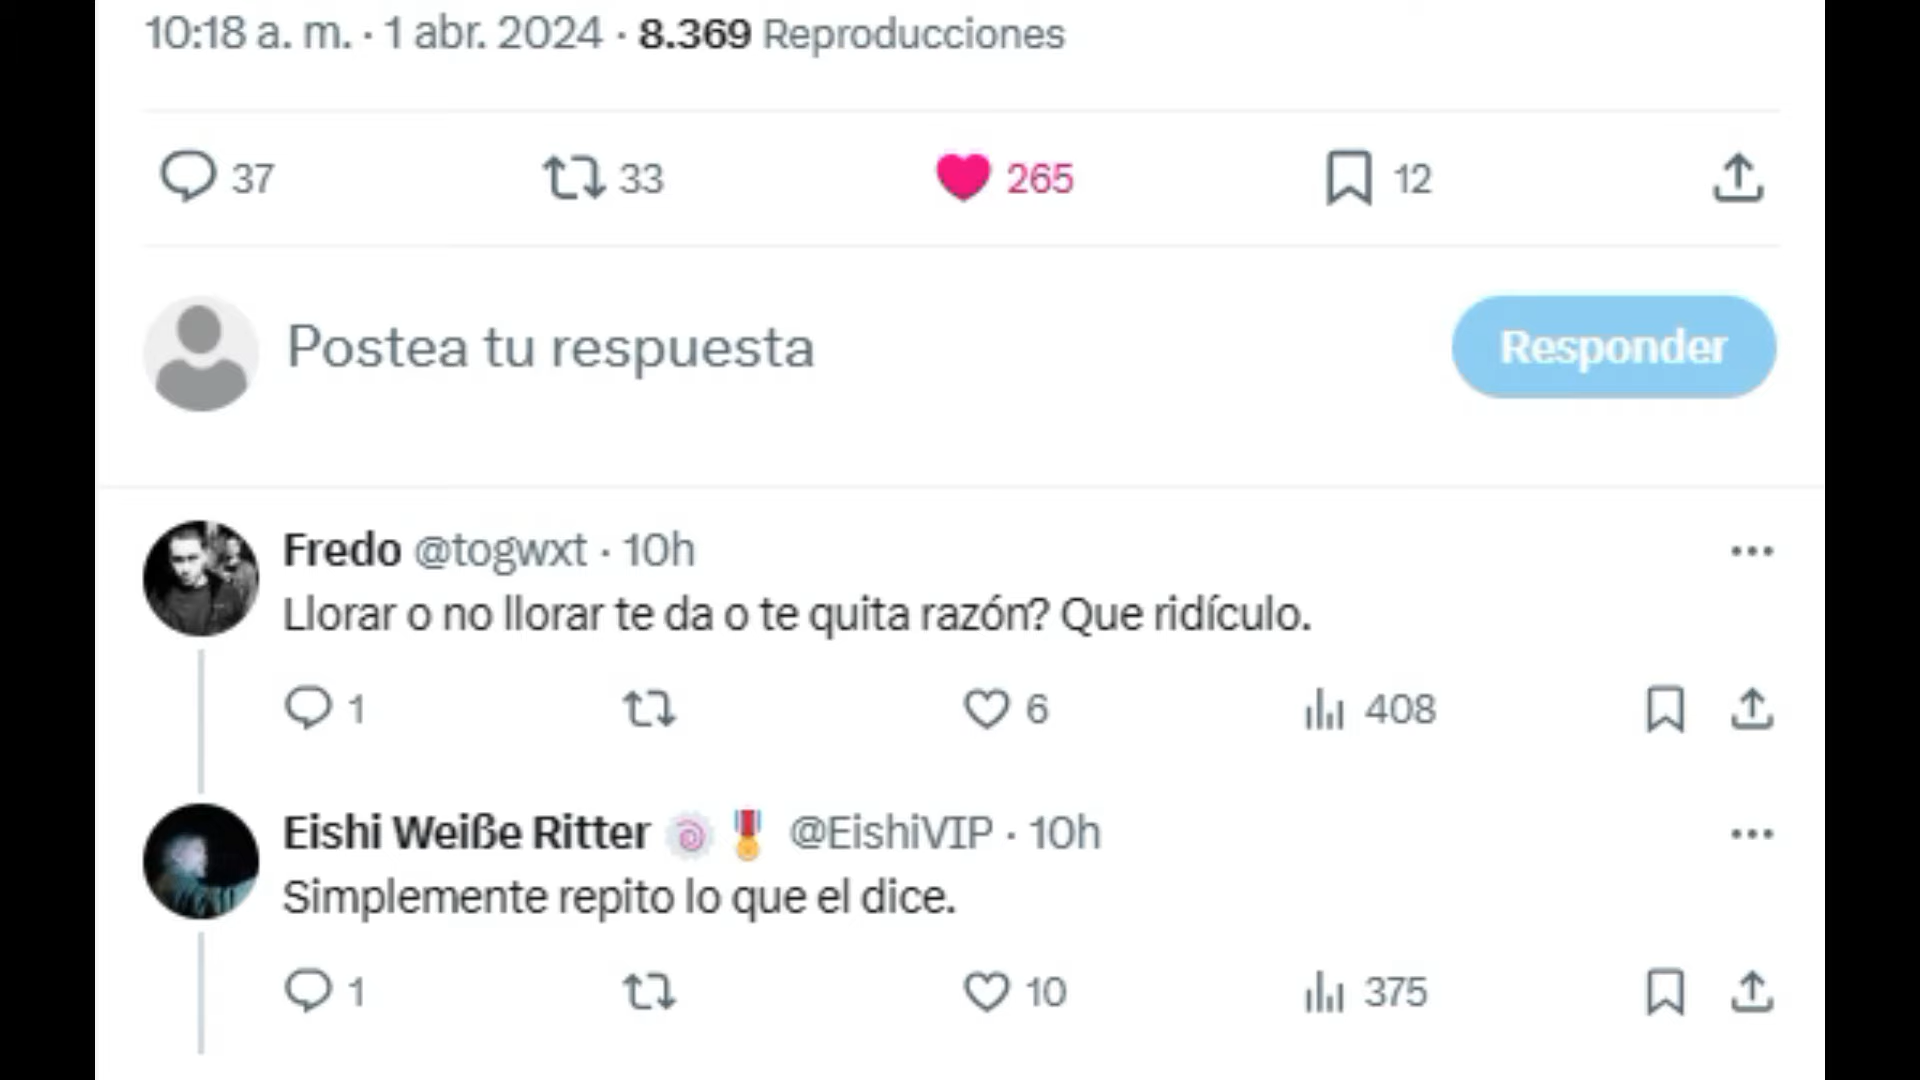 10:18 a. m. · 1 abr. 2024 · 8.369 Reproducciones
37 33 265 12
Postea tu respuesta
Responder
Fredo @togwxt · 10h
Llorar o no llorar te da o te quita razón? Que ridículo.
1 6 408
Eishi Weiße Ritter 🍥🎖️ @EishiVIP · 10h
Simplemente repito lo que el dice.
1 10 375